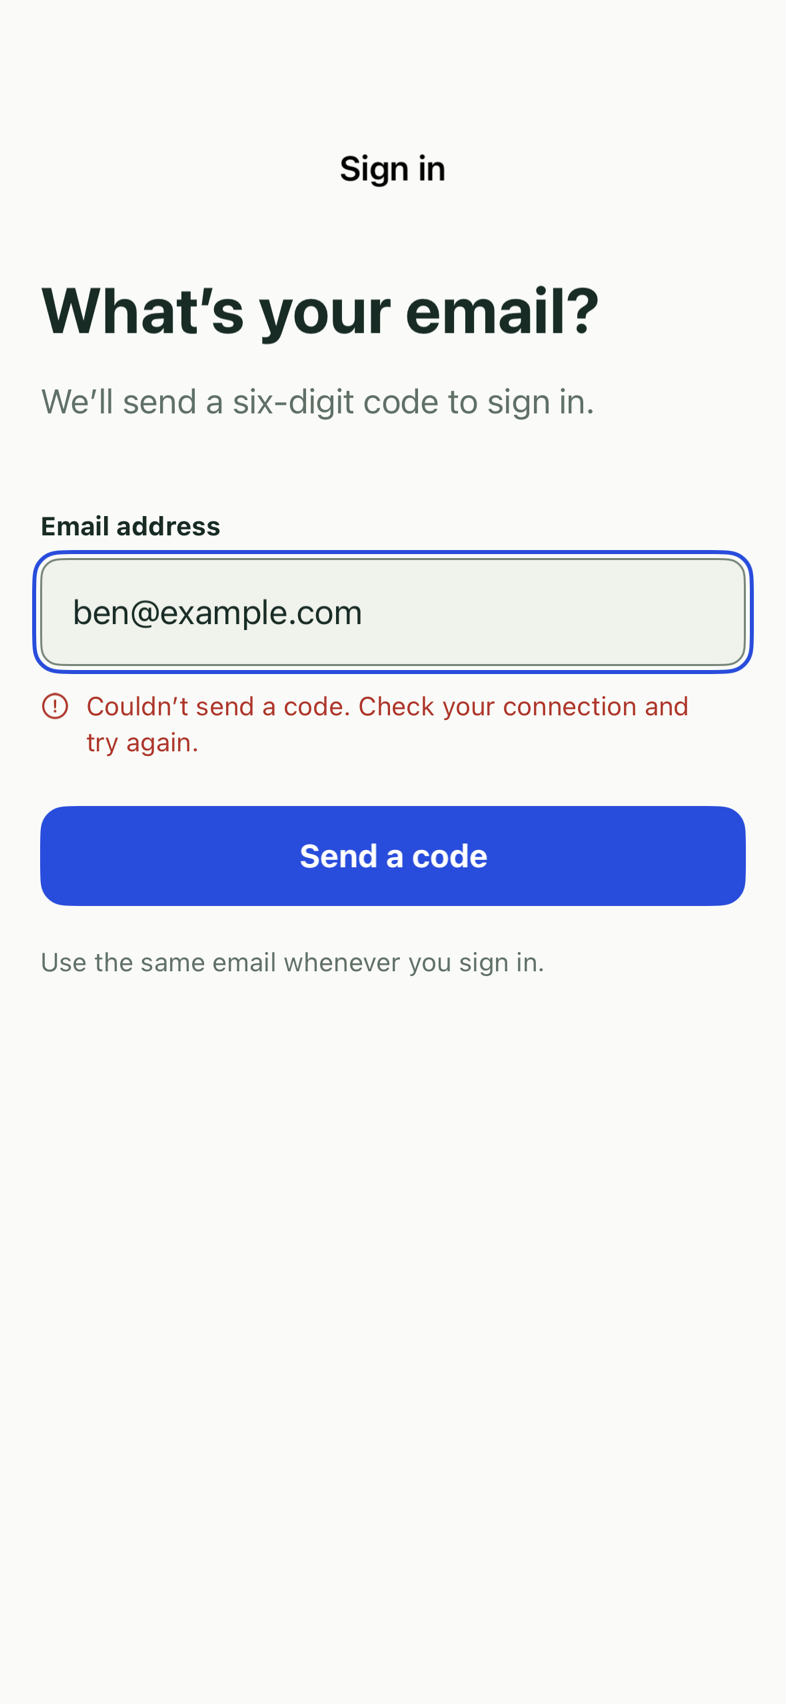 Sign in
What’s your email?
We’ll send a six-digit code to sign in.
Email address
ben@example.com
Couldn’t send a code. Check your connection and
try again.
Send a code
Use the same email whenever you sign in.